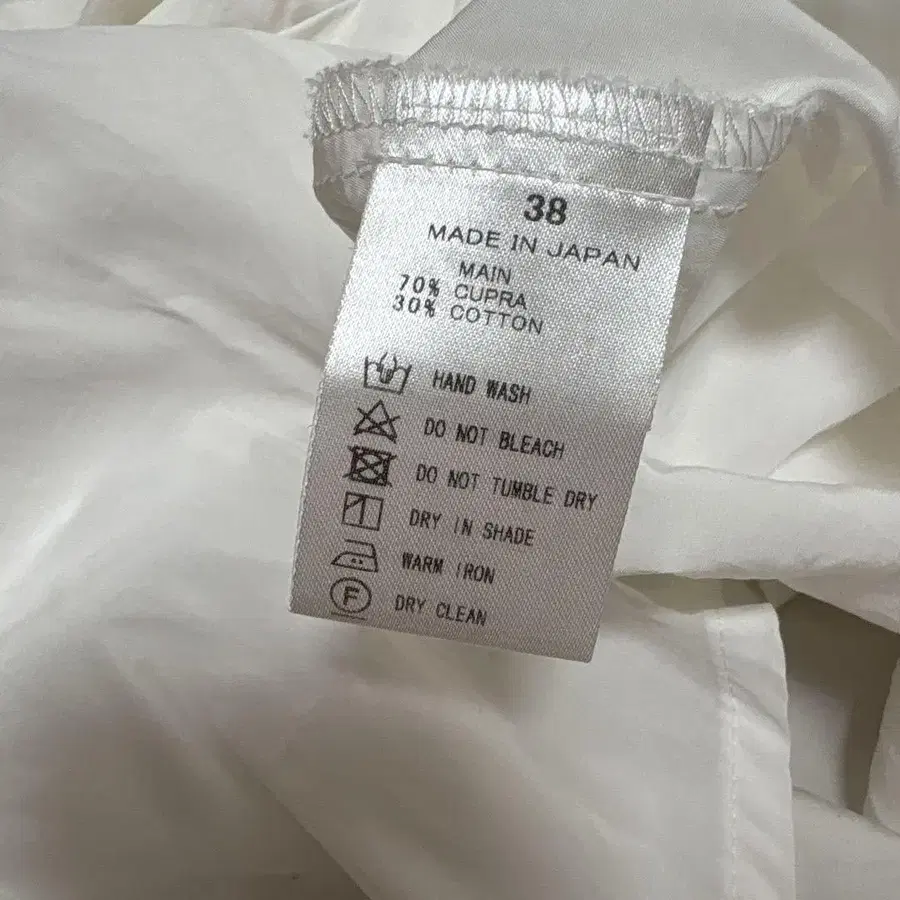 38
MADE IN JAPAN
MAIN
70% CUPRA
30% COTTON
HAND WASH
DO NOT BLEACH
DO NOT TUMBLE DRY
DRY IN SHADE
WARM IRON
F DRY CLEAN